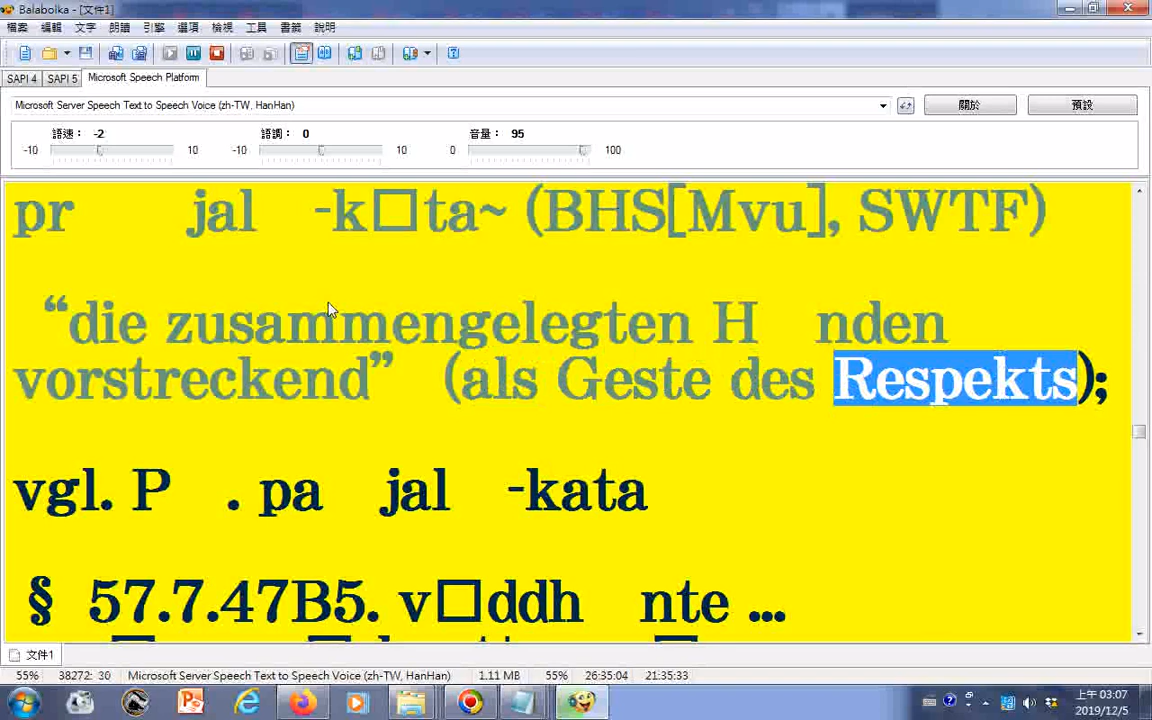 Balabolka - [文件1]
檔案 編輯 文字 朗讀 引擎 選項 檢視 工具 書籤 說明
SAPI 4 SAPI 5 Microsoft Speech Platform
Microsoft Server Speech Text to Speech Voice (zh-TW, HanHan) 關於 預設
語速： -2 語調： 0 音量： 95
-10 10 -10 10 0 100
pr jal -k□ta~ (BHS[Mvu], SWTF)
“die zusammengelegten H nden
vorstreckend” (als Geste des Respekts);
vgl. P . pa jal -kata
§ 57.7.47B5. v□ddh nte ...
文件1
55% 38272: 30 Microsoft Server Speech Text to Speech Voice (zh-TW, HanHan) 1.11 MB 55% 26:35:04 21:35:33
上午 03:07
2019/12/5